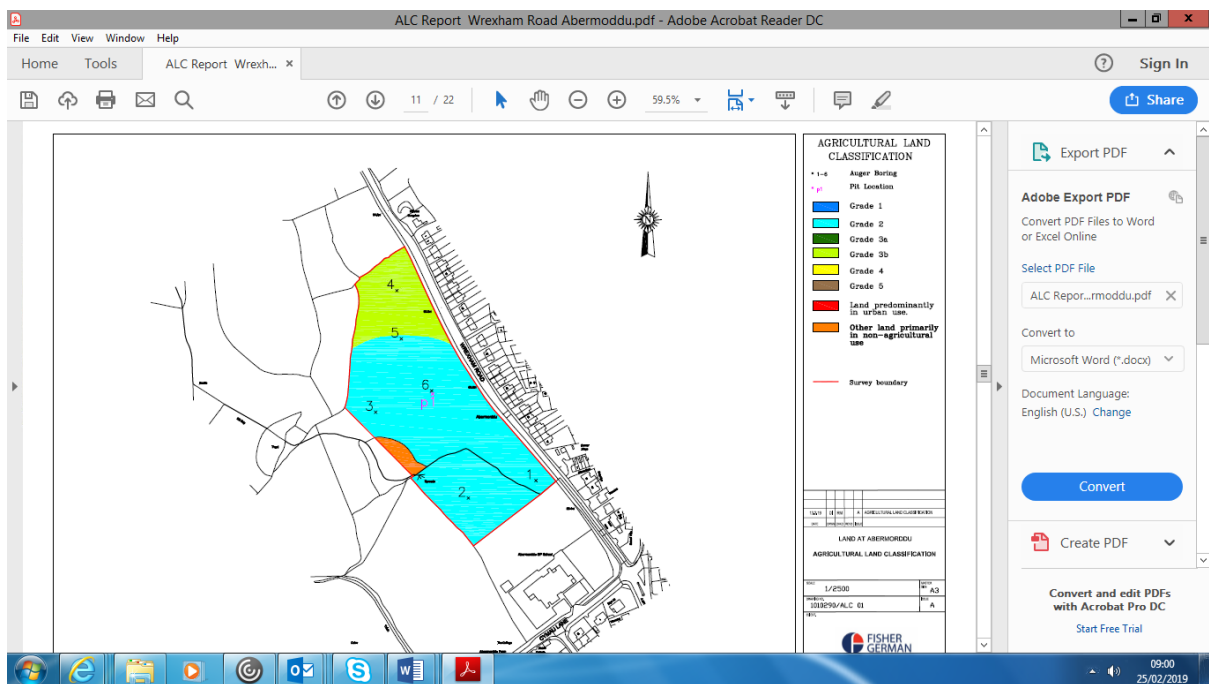 ALC Report  Wrexham Road Abermoddu.pdf - Adobe Acrobat Reader DC
File Edit View Window Help
Home Tools ALC Report  Wrexh... ×
Sign In
11 / 22
59.5%
Share
AGRICULTURAL LAND
CLASSIFICATION
1-6 Auger Boring
p1 Pit Location
Grade 1
Grade 2
Grade 3a
Grade 3b
Grade 4
Grade 5
Land predominantly
in urban use.
Other land primarily
in non-agricultural
use
Survey boundary
N
4
5
6
3
2
1
WREXHAM ROAD
CYMAU LANE
LAND AT ABERMORDDU
AGRICULTURAL LAND CLASSIFICATION
1/2500
A3
1019290/ALC 01
A
FISHER
GERMAN
Export PDF
Adobe Export PDF
Convert PDF Files to Word
or Excel Online
Select PDF File
ALC Repor...rmoddu.pdf
Convert to
Microsoft Word (*.docx)
Document Language:
English (U.S.) Change
Convert
Create PDF
Convert and edit PDFs
with Acrobat Pro DC
Start Free Trial
09:00
25/02/2019